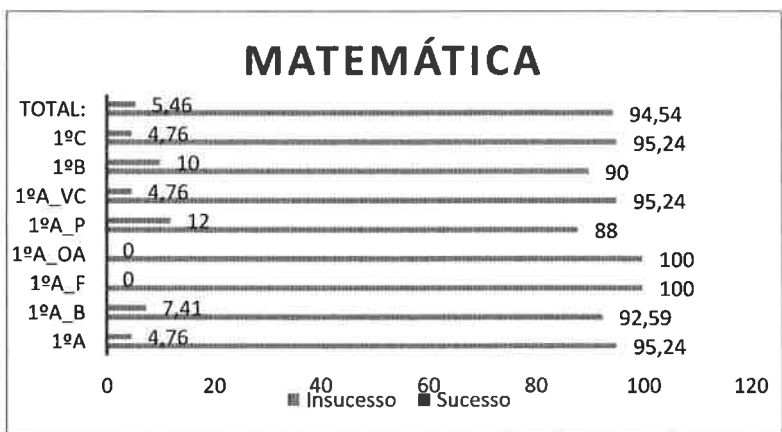 MATEMÁTICA
TOTAL: 5,46 94,54
1ºC 4,76 95,24
1ºB 10 90
1ºA_VC 4,76 95,24
1ºA_P 12 88
1ºA_OA 0 100
1ºA_F 0 100
1ºA_B 7,41 92,59
1ºA 4,76 95,24
0 20 40 60 80 100 120
Insucesso Sucesso